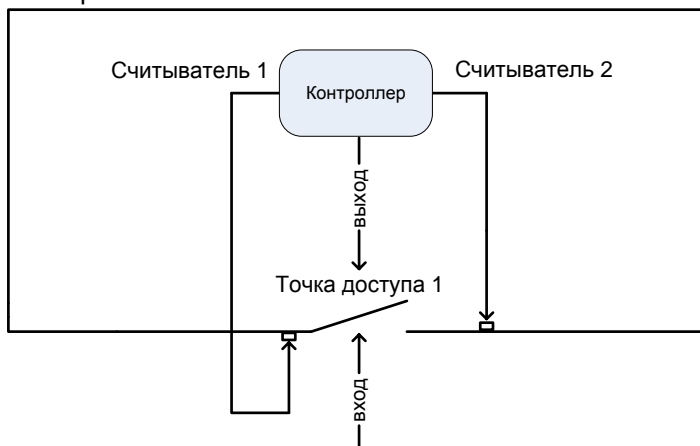 Считыватель 1
Контроллер
Считыватель 2
выход
Точка доступа 1
вход